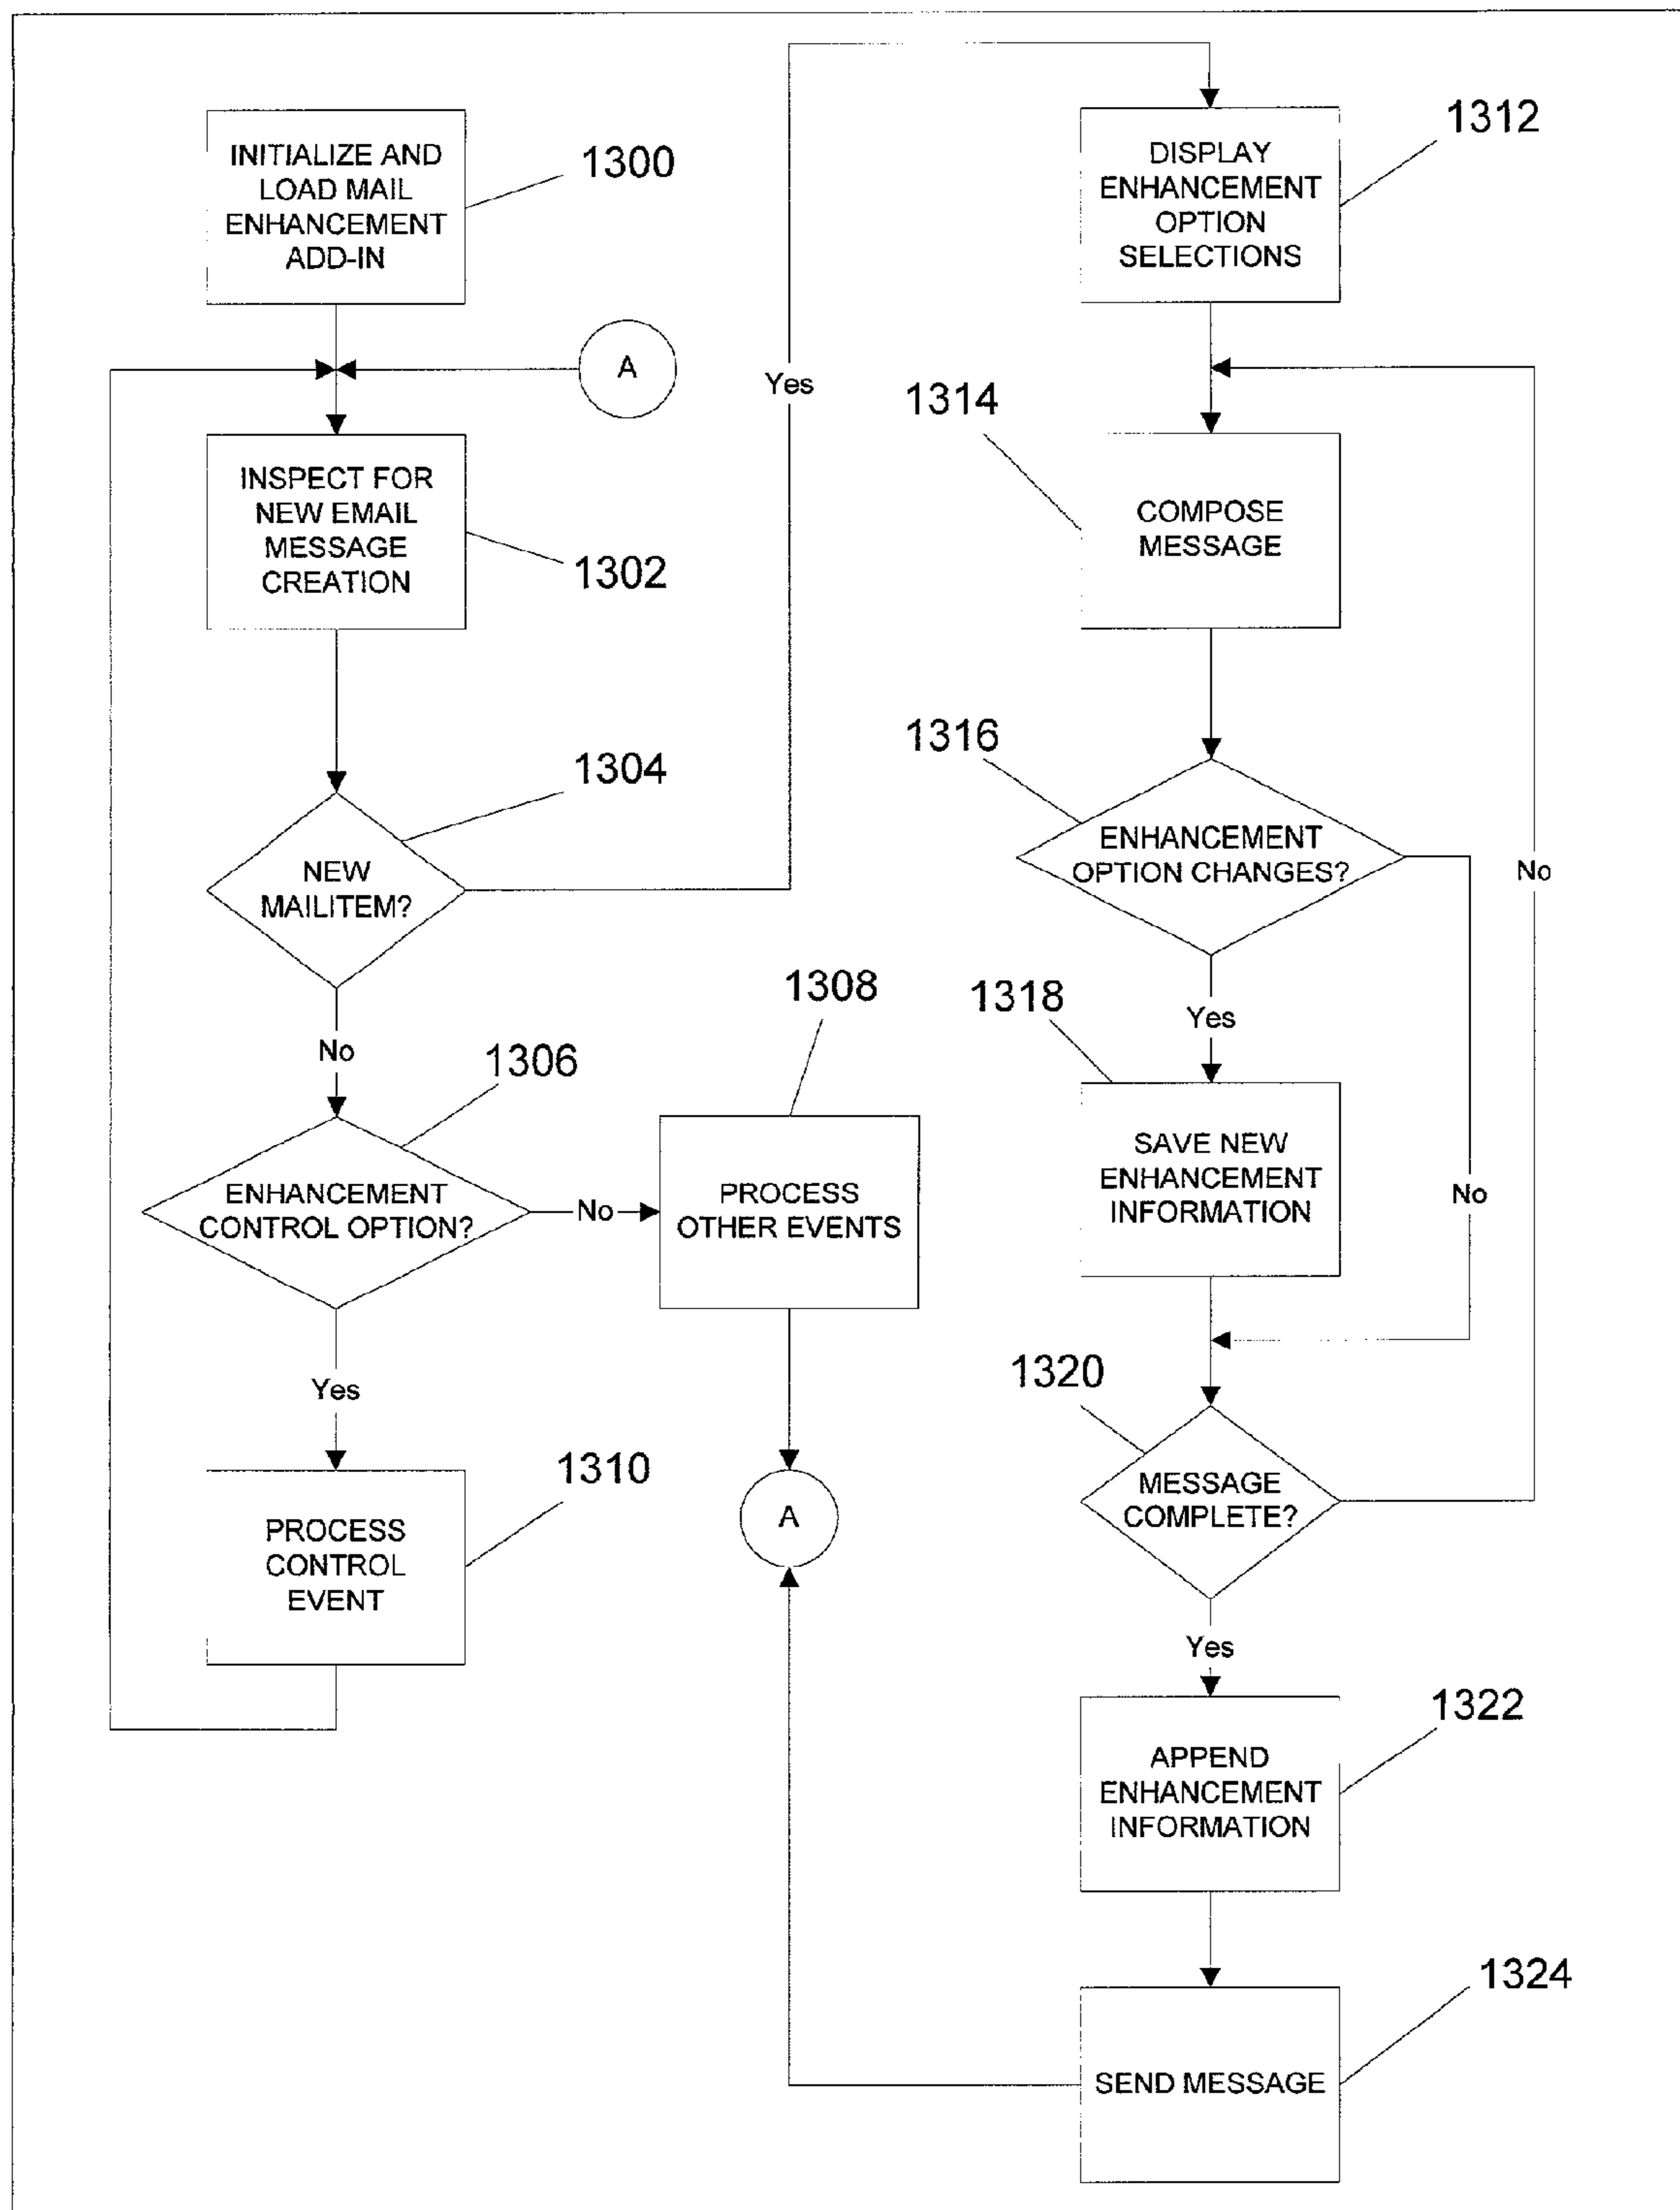 INITIALIZE AND
LOAD MAIL
ENHANCEMENT
ADD-IN
1300
A
INSPECT FOR
NEW EMAIL
MESSAGE
CREATION
1302
1304
NEW
MAILITEM?
Yes
No
1306
ENHANCEMENT
CONTROL OPTION?
No
1308
PROCESS
OTHER EVENTS
A
Yes
1310
PROCESS
CONTROL
EVENT
1312
DISPLAY
ENHANCEMENT
OPTION
SELECTIONS
1314
COMPOSE
MESSAGE
1316
ENHANCEMENT
OPTION CHANGES?
No
Yes
1318
SAVE NEW
ENHANCEMENT
INFORMATION
No
1320
MESSAGE
COMPLETE?
Yes
1322
APPEND
ENHANCEMENT
INFORMATION
1324
SEND MESSAGE